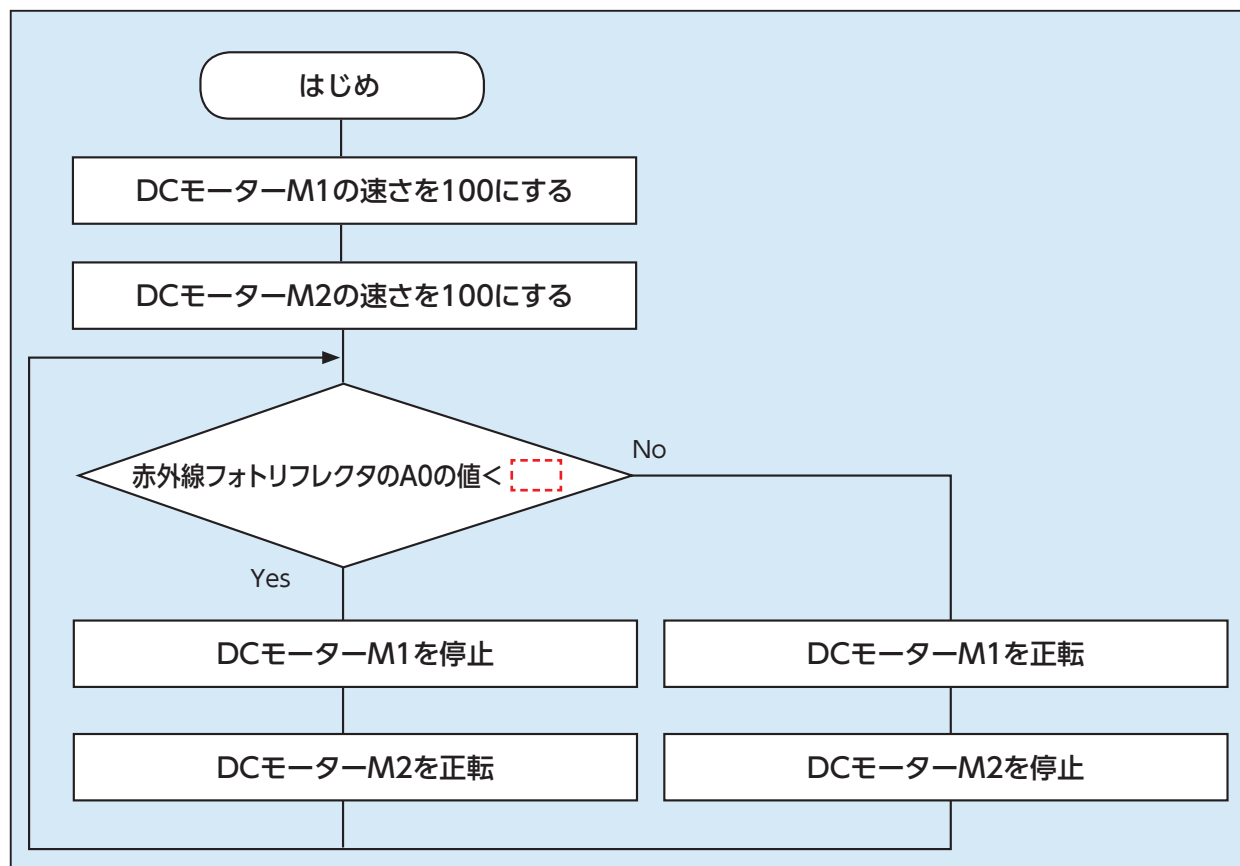 はじめ
DCモーターM1の速さを100にする
DCモーターM2の速さを100にする
赤外線フォトリフレクタのA0の値<
No
Yes
DCモーターM1を停止
DCモーターM1を正転
DCモーターM2を正転
DCモーターM2を停止